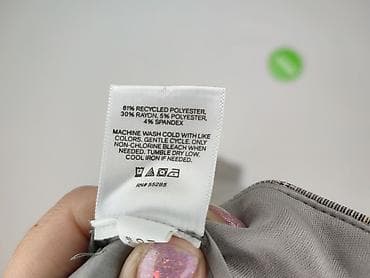 61% RECYCLED POLYESTER,
30% RAYON, 5% POLYESTER,
4% SPANDEX
MACHINE WASH COLD WITH LIKE
COLORS. GENTLE CYCLE. ONLY
NON-CHLORINE BLEACH WHEN
NEEDED. TUMBLE DRY LOW.
COOL IRON IF NEEDED.
RN# 55285